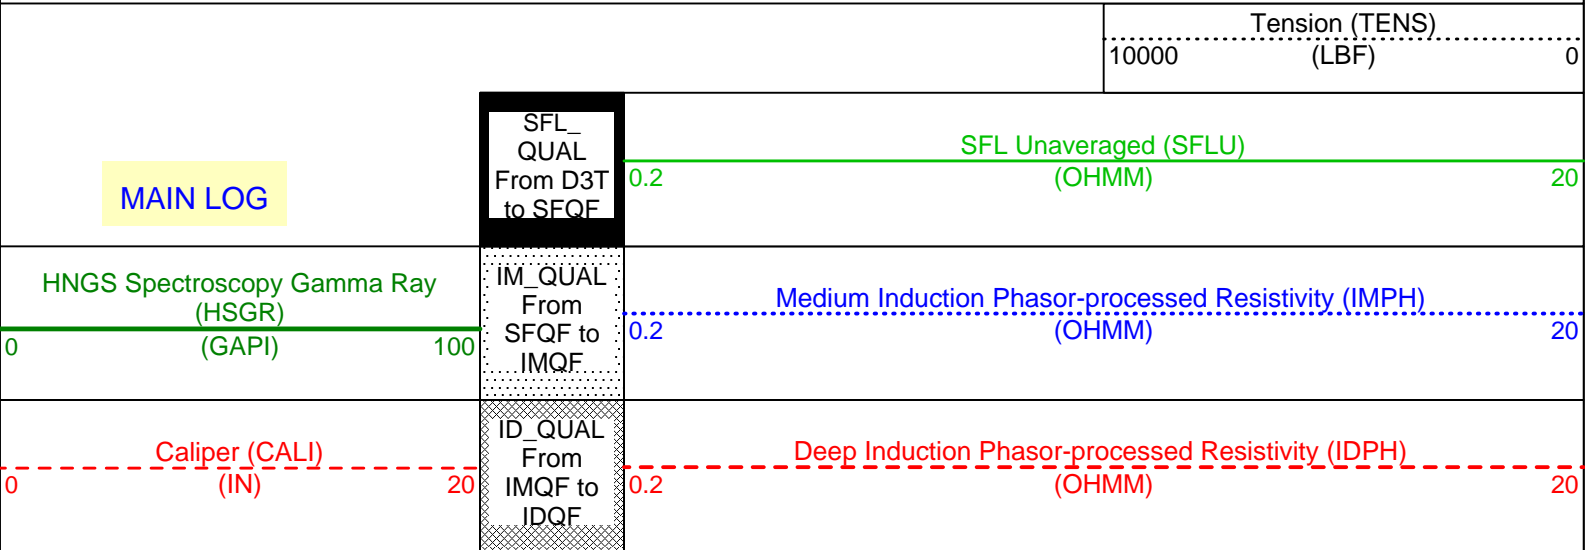 Tension (TENS)
10000 (LBF) 0
MAIN LOG
SFL_
QUAL
From D3T
to SFQF
SFL Unaveraged (SFLU)
0.2 (OHMM) 20
HNGS Spectroscopy Gamma Ray
(HSGR)
0 (GAPI) 100
IM_QUAL
From
SFQF to
IMQF
Medium Induction Phasor-processed Resistivity (IMPH)
0.2 (OHMM) 20
Caliper (CALI)
0 (IN) 20
ID_QUAL
From
IMQF to
IDQF
Deep Induction Phasor-processed Resistivity (IDPH)
0.2 (OHMM) 20